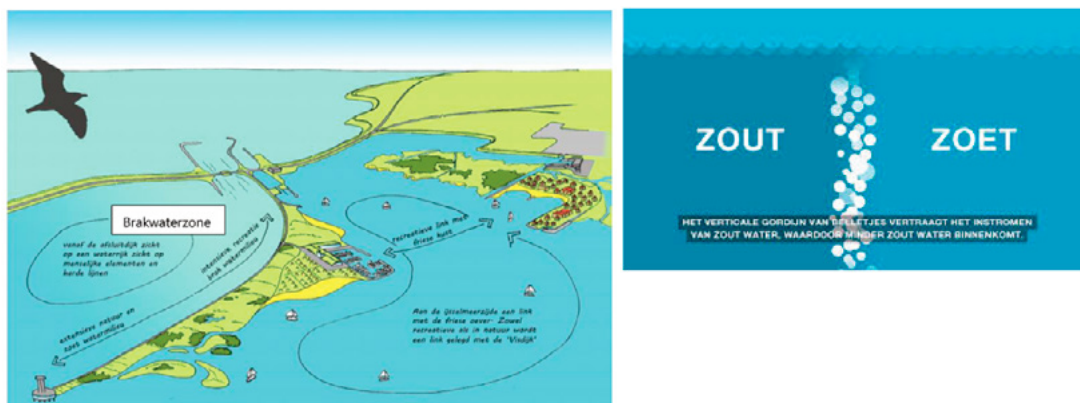 Brakwaterzone
vanaf de afsluitdijk zicht
op een waterrijk zicht op
menselijke elementen en
harde lijnen
intensieve recreatie
brak watermilieu
extensieve natuur en
zoet watermilieu
recreatieve link met
friese kust
Aan de ijsselmeerzijde een link
met de friese oever. Zowel
recreatieve als in natuur wordt
een link gelegd met de 'Visdijk'
ZOUT
ZOET
HET VERTICALE GORDIJN VAN BELLETJES VERTRAAGT HET INSTROMEN
VAN ZOUT WATER, WAARDOOR MINDER ZOUT WATER BINNENKOMT.